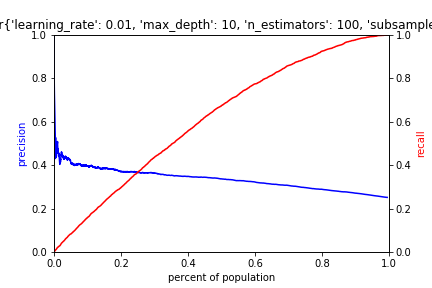 r{'learning_rate': 0.01, 'max_depth': 10, 'n_estimators': 100, 'subsample
1.0
0.8
0.6
0.4
0.2
0.0
precision
1.0
0.8
0.6
0.4
0.2
0.0
recall
0.0 0.2 0.4 0.6 0.8 1.0
percent of population